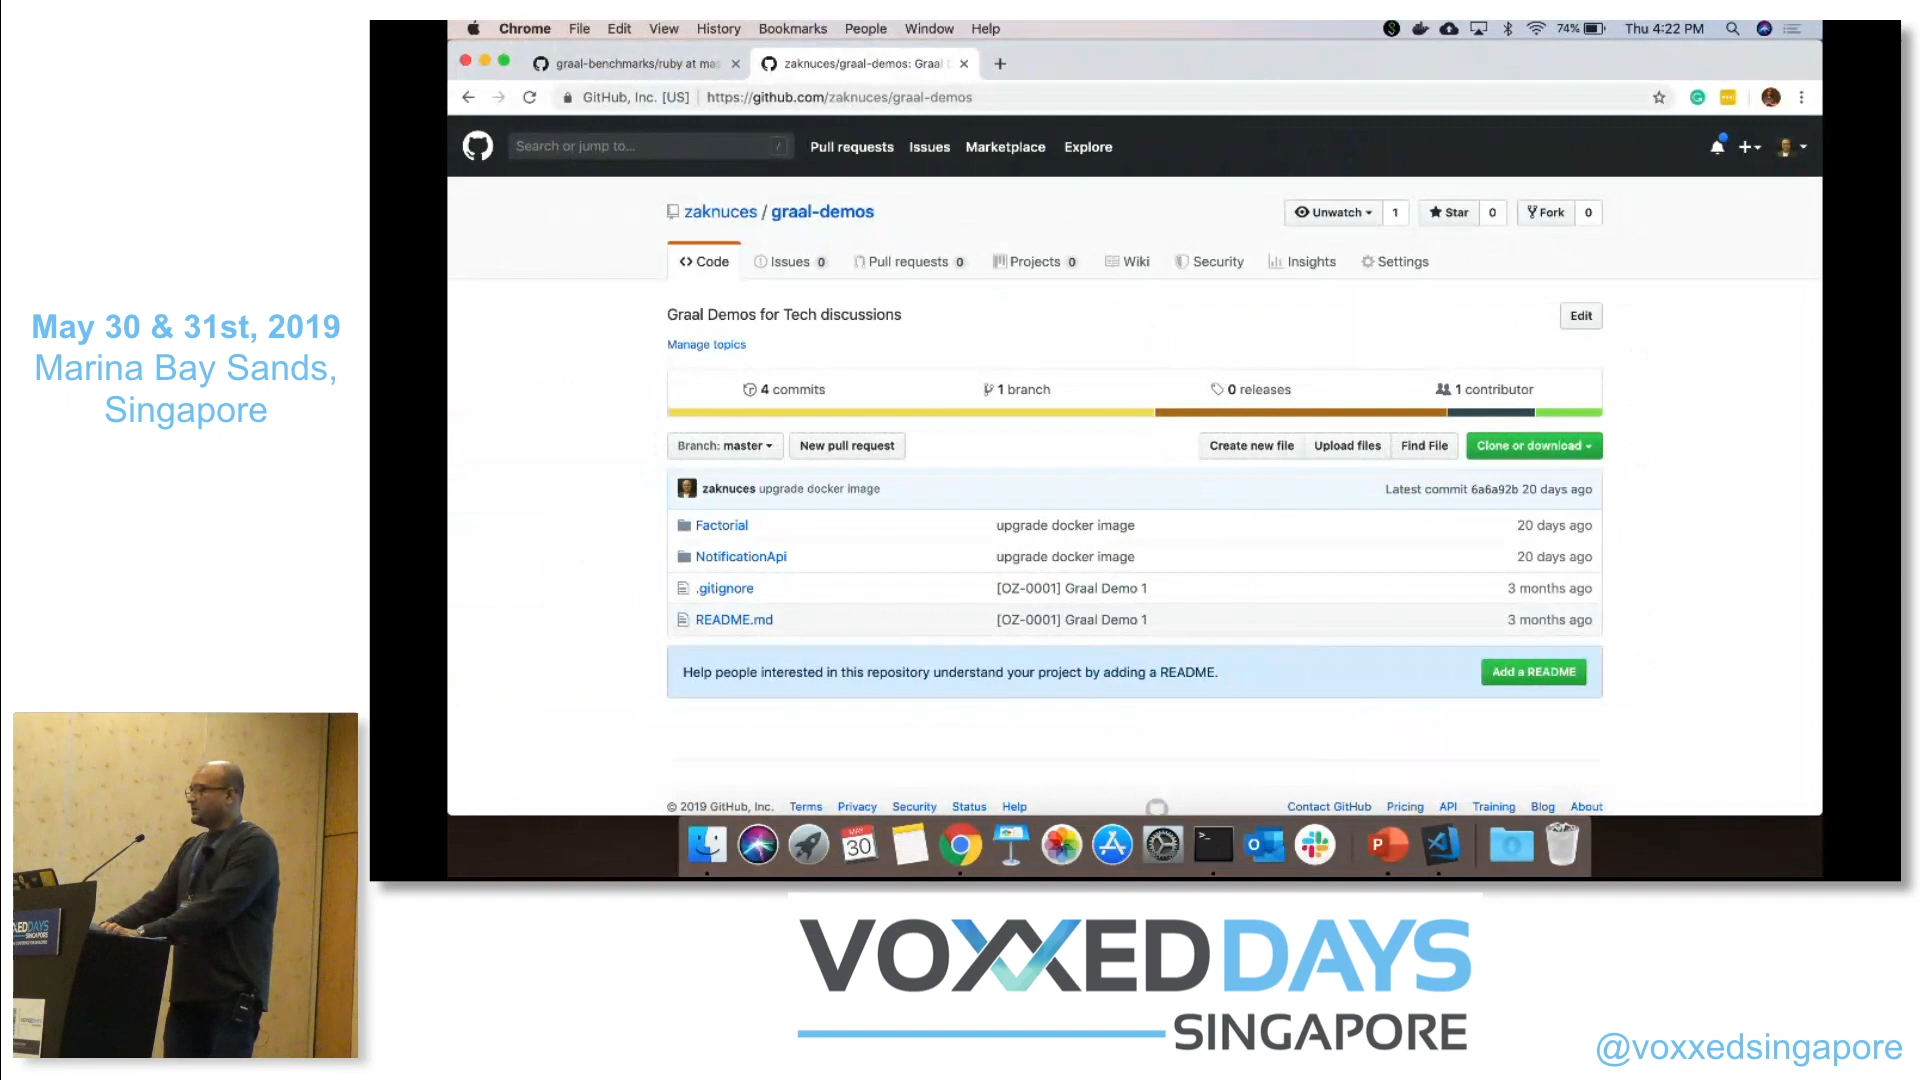 May 30 & 31st, 2019
Marina Bay Sands,
Singapore
Chrome File Edit View History Bookmarks People Window Help
74% Thu 4:22 PM
graal-benchmarks/ruby at ma
zaknuces/graal-demos: Graal
GitHub, Inc. [US] https://github.com/zaknuces/graal-demos
Search or jump to... /
Pull requests Issues Marketplace Explore
zaknuces / graal-demos
Unwatch 1 Star 0 Fork 0
<> Code Issues 0 Pull requests 0 Projects 0 Wiki Security Insights Settings
Graal Demos for Tech discussions
Edit
Manage topics
4 commits 1 branch 0 releases 1 contributor
Branch: master New pull request Create new file Upload files Find File Clone or download
zaknuces upgrade docker image Latest commit 6a6a92b 20 days ago
Factorial upgrade docker image 20 days ago
NotificationApi upgrade docker image 20 days ago
.gitignore [OZ-0001] Graal Demo 1 3 months ago
README.md [OZ-0001] Graal Demo 1 3 months ago
Help people interested in this repository understand your project by adding a README.
Add a README
© 2019 GitHub, Inc. Terms Privacy Security Status Help Contact GitHub Pricing API Training Blog About
MAY
30
VOXXED DAYS
SINGAPORE
@voxxedsingapore